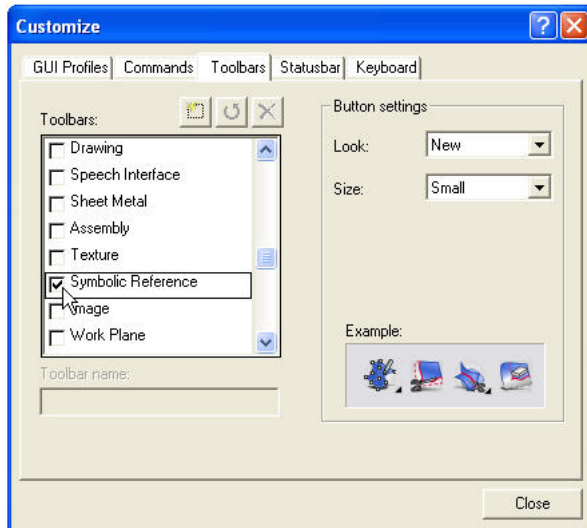 Customize
GUI Profiles Commands Toolbars Statusbar Keyboard
Toolbars:
Drawing
Speech Interface
Sheet Metal
Assembly
Texture
Symbolic Reference
Image
Work Plane
Toolbar name:
Button settings
Look: New
Size: Small
Example:
Close